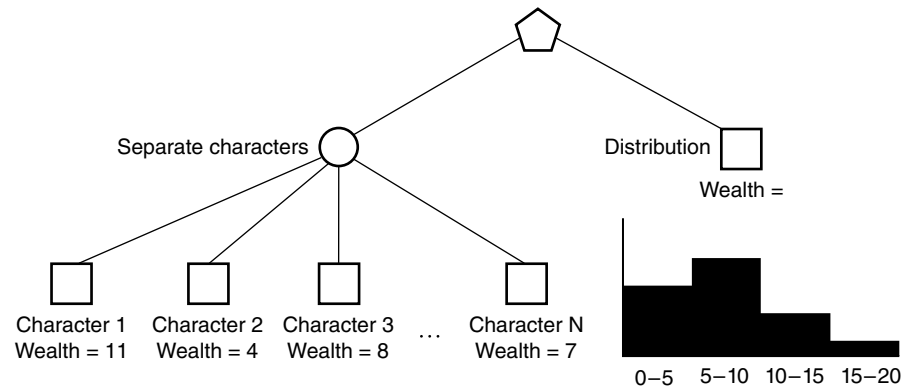 Separate characters
Distribution
Wealth =
Character 1
Wealth = 11
Character 2
Wealth = 4
Character 3
Wealth = 8
...
Character N
Wealth = 7
0–5
5–10
10–15
15–20